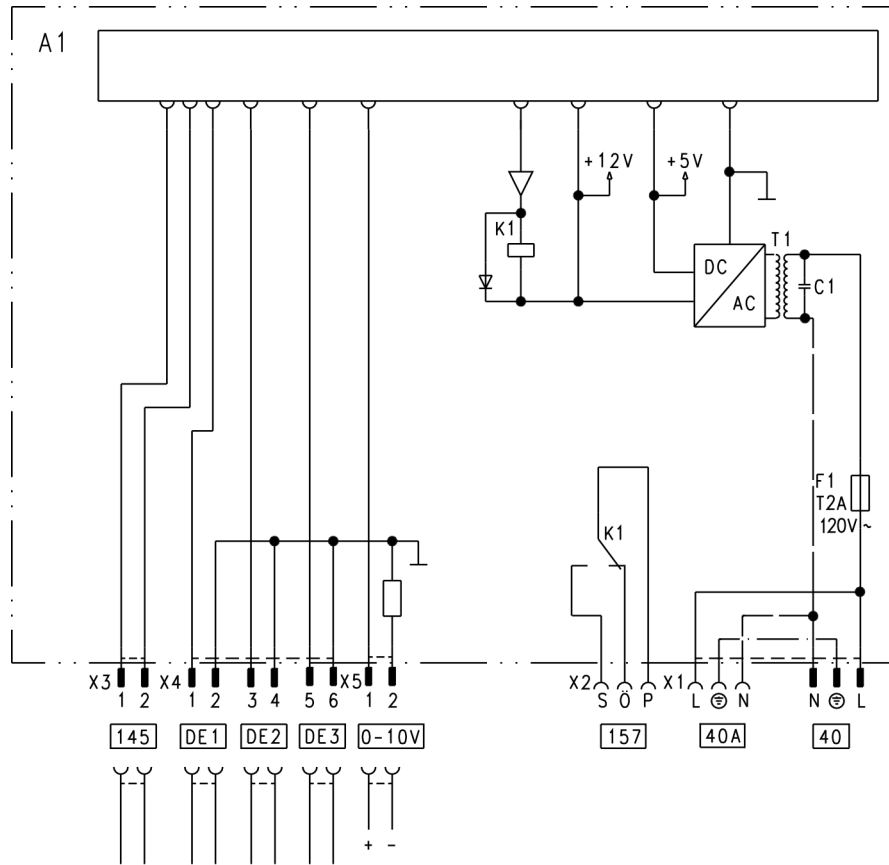 A1
+12V +5V
K1
T1
DC
AC
C1
F1
T2A
120V ~
K1
X3 1 2 X4 1 2 3 4 5 6 X5 1 2
X2 S Ö P X1 L N N L
145 DE1 DE2 DE3 0-10V 157 40A 40
+ -